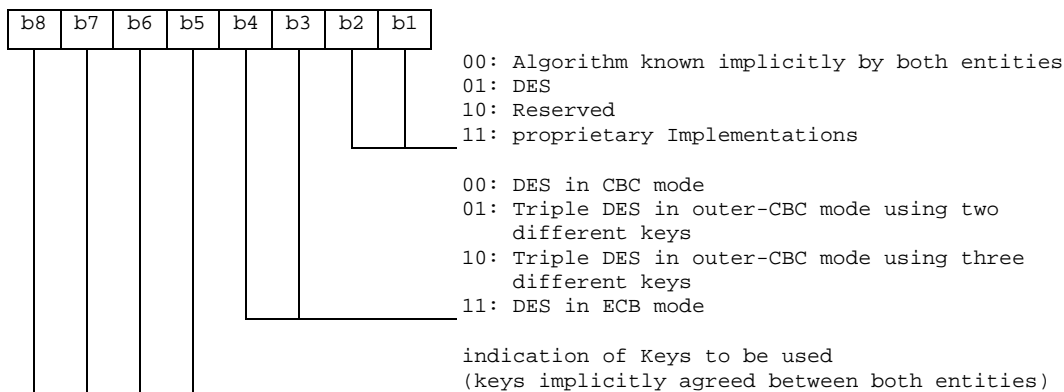 b8 b7 b6 b5 b4 b3 b2 b1
00: Algorithm known implicitly by both entities
01: DES
10: Reserved
11: proprietary Implementations
00: DES in CBC mode
01: Triple DES in outer-CBC mode using two
different keys
10: Triple DES in outer-CBC mode using three
different keys
11: DES in ECB mode
indication of Keys to be used
(keys implicitly agreed between both entities)